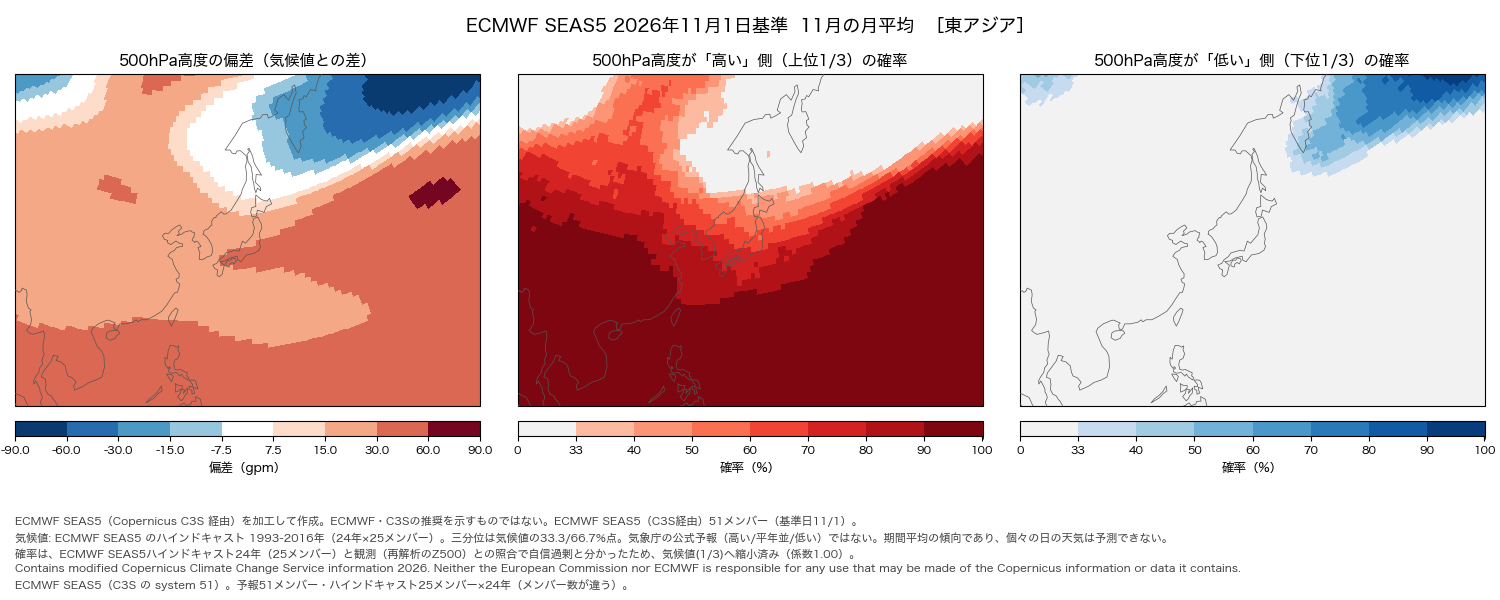 ECMWF SEAS5 2026年11月1日基準 11月の月平均 ［東アジア］
500hPa高度の偏差（気候値との差）
500hPa高度が「高い」側（上位1/3）の確率
500hPa高度が「低い」側（下位1/3）の確率
-90.0 -60.0 -30.0 -15.0 -7.5 7.5 15.0 30.0 60.0 90.0
偏差（gpm）
0 33 40 50 60 70 80 90 100
確率（%）
0 33 40 50 60 70 80 90 100
確率（%）
ECMWF SEAS5（Copernicus C3S 経由）を加工して作成。ECMWF・C3Sの推奨を示すものではない。ECMWF SEAS5（C3S経由）51メンバー（基準日11/1）。
気候値: ECMWF SEAS5 のハインドキャスト 1993-2016年（24年×25メンバー）。三分位は気候値の33.3/66.7%点。気象庁の公式予報（高い/平年並/低い）ではない。期間平均の傾向であり、個々の日の天気は予測できない。
確率は、ECMWF SEAS5ハインドキャスト24年（25メンバー）と観測（再解析のZ500）との照合で自信過剰と分かったため、気候値(1/3)へ縮小済み（係数1.00）。
Contains modified Copernicus Climate Change Service information 2026. Neither the European Commission nor ECMWF is responsible for any use that may be made of the Copernicus information or data it contains.
ECMWF SEAS5（C3S の system 51）。予報51メンバー・ハインドキャスト25メンバー×24年（メンバー数が違う）。